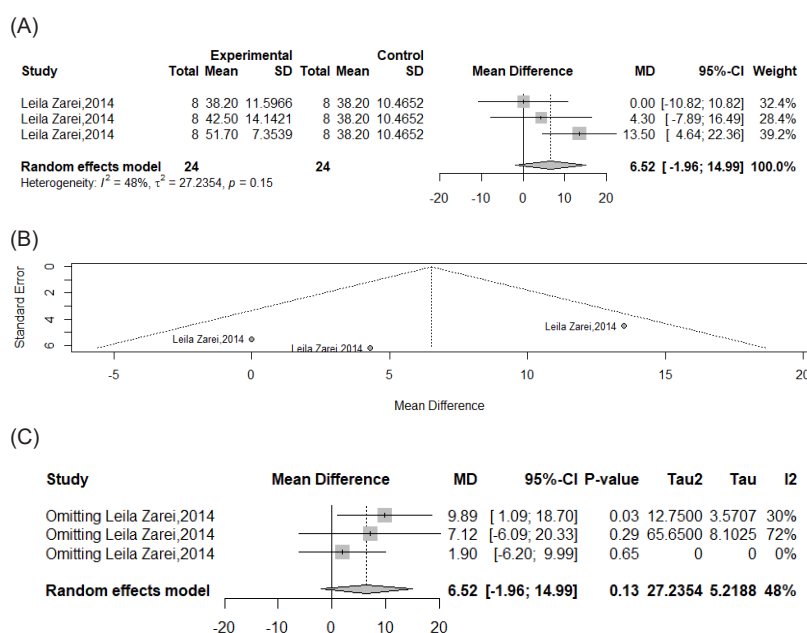 (A)
Experimental Control
Study Total Mean SD Total Mean SD Mean Difference MD 95%-CI Weight
Leila Zarei,2014 8 38.20 11.5966 8 38.20 10.4652 0.00 [-10.82; 10.82] 32.4%
Leila Zarei,2014 8 42.50 14.1421 8 38.20 10.4652 4.30 [ -7.89; 16.49] 28.4%
Leila Zarei,2014 8 51.70 7.3539 8 38.20 10.4652 13.50 [ 4.64; 22.36] 39.2%
Random effects model 24 24 6.52 [ -1.96; 14.99] 100.0%
Heterogeneity: I² = 48%, τ² = 27.2354, p = 0.15
-20 -10 0 10 20
(B)
Standard Error
0
2
4
6
Leila Zarei,2014
Leila Zarei,2014
Leila Zarei,2014
-5 0 5 10 15 20
Mean Difference
(C)
Study Mean Difference MD 95%-CI P-value Tau2 Tau I2
Omitting Leila Zarei,2014 9.89 [ 1.09; 18.70] 0.03 12.7500 3.5707 30%
Omitting Leila Zarei,2014 7.12 [-6.09; 20.33] 0.29 65.6500 8.1025 72%
Omitting Leila Zarei,2014 1.90 [-6.20; 9.99] 0.65 0 0 0%
Random effects model 6.52 [-1.96; 14.99] 0.13 27.2354 5.2188 48%
-20 -10 0 10 20